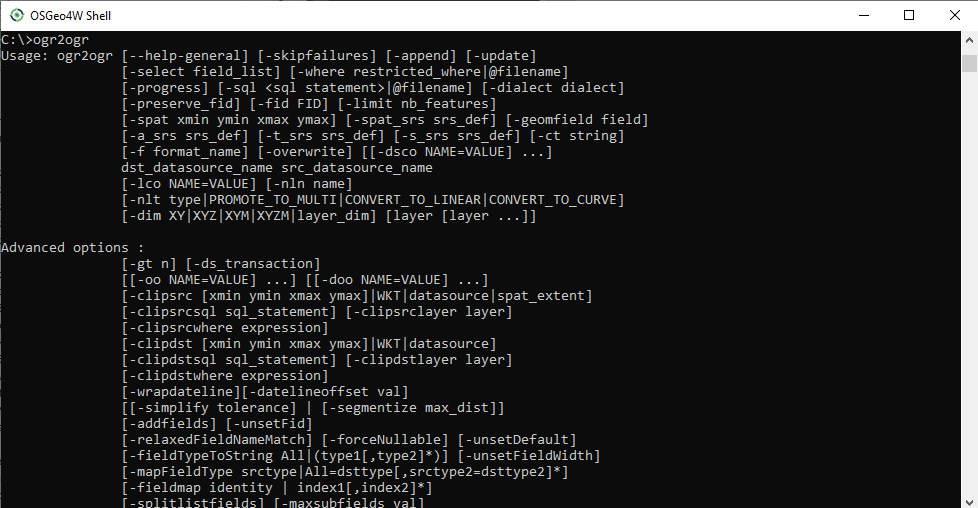 OSGeo4W Shell
C:\>ogr2ogr
Usage: ogr2ogr [--help-general] [-skipfailures] [-append] [-update]
[-select field_list] [-where restricted_where|@filename]
[-progress] [-sql <sql statement>|@filename] [-dialect dialect]
[-preserve_fid] [-fid FID] [-limit nb_features]
[-spat xmin ymin xmax ymax] [-spat_srs srs_def] [-geomfield field]
[-a_srs srs_def] [-t_srs srs_def] [-s_srs srs_def] [-ct string]
[-f format_name] [-overwrite] [[-dsco NAME=VALUE] ...]
dst_datasource_name src_datasource_name
[-lco NAME=VALUE] [-nln name]
[-nlt type|PROMOTE_TO_MULTI|CONVERT_TO_LINEAR|CONVERT_TO_CURVE]
[-dim XY|XYZ|XYM|XYZM|layer_dim] [layer [layer ...]]
Advanced options :
[-gt n] [-ds_transaction]
[[-oo NAME=VALUE] ...] [[-doo NAME=VALUE] ...]
[-clipsrc [xmin ymin xmax ymax]|WKT|datasource|spat_extent]
[-clipsrcsql sql_statement] [-clipsrclayer layer]
[-clipsrcwhere expression]
[-clipdst [xmin ymin xmax ymax]|WKT|datasource]
[-clipdstsql sql_statement] [-clipdstlayer layer]
[-clipdstwhere expression]
[-wrapdateline][-datelineoffset val]
[[-simplify tolerance] | [-segmentize max_dist]]
[-addfields] [-unsetFid]
[-relaxedFieldNameMatch] [-forceNullable] [-unsetDefault]
[-fieldTypeToString All|(type1[,type2]*)] [-unsetFieldWidth]
[-mapFieldType srctype|All=dsttype[,srctype2=dsttype2]*]
[-fieldmap identity | index1[,index2]*]
[-splitlistfields] [-maxsubfields val]